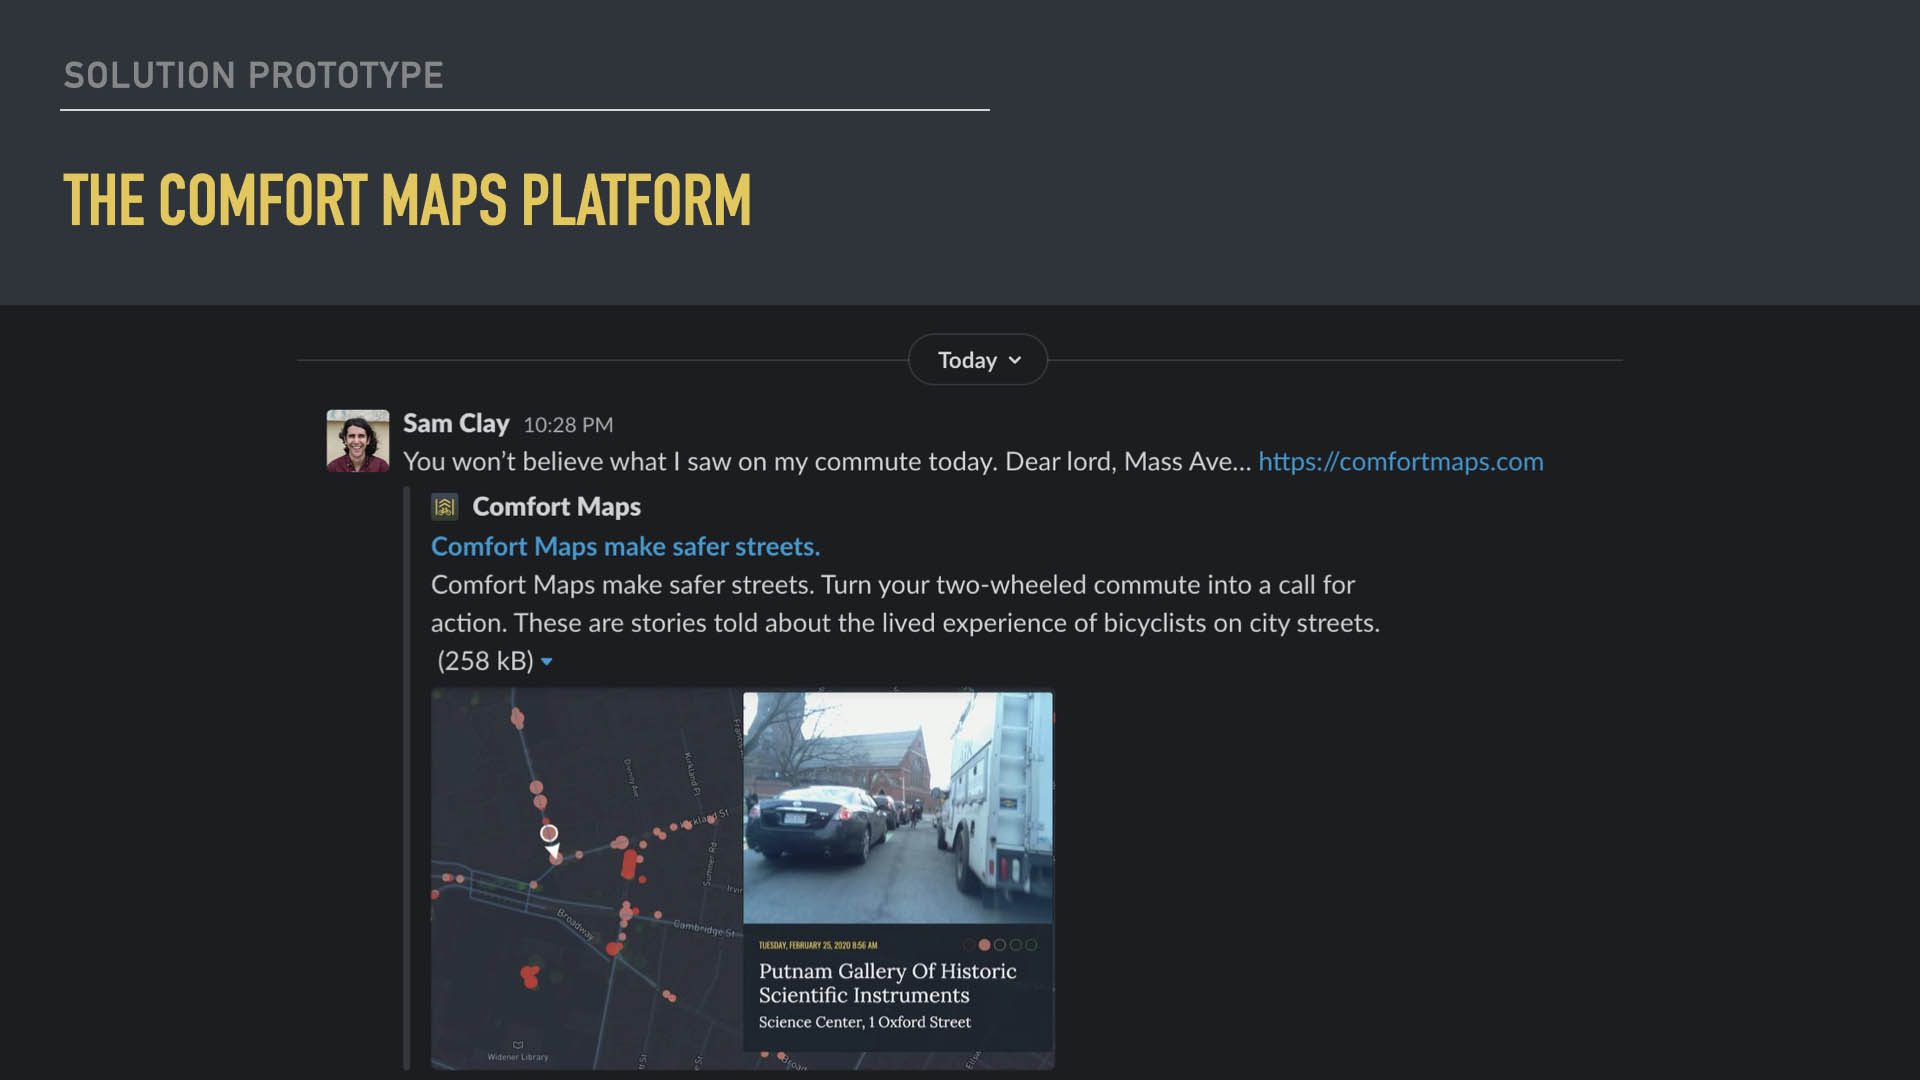 SOLUTION PROTOTYPE
THE COMFORT MAPS PLATFORM
Today
Sam Clay 10:28 PM
You won’t believe what I saw on my commute today. Dear lord, Mass Ave... https://comfortmaps.com
Comfort Maps
Comfort Maps make safer streets.
Comfort Maps make safer streets. Turn your two-wheeled commute into a call for
action. These are stories told about the lived experience of bicyclists on city streets.
(258 kB)
Divinity Ave
Kirkland Pl
Kirkland St
Sumner Rd
Broadway
Cambridge St
Widener Library
TUESDAY, FEBRUARY 25, 2020 8:56 AM
Putnam Gallery Of Historic
Scientific Instruments
Science Center, 1 Oxford Street